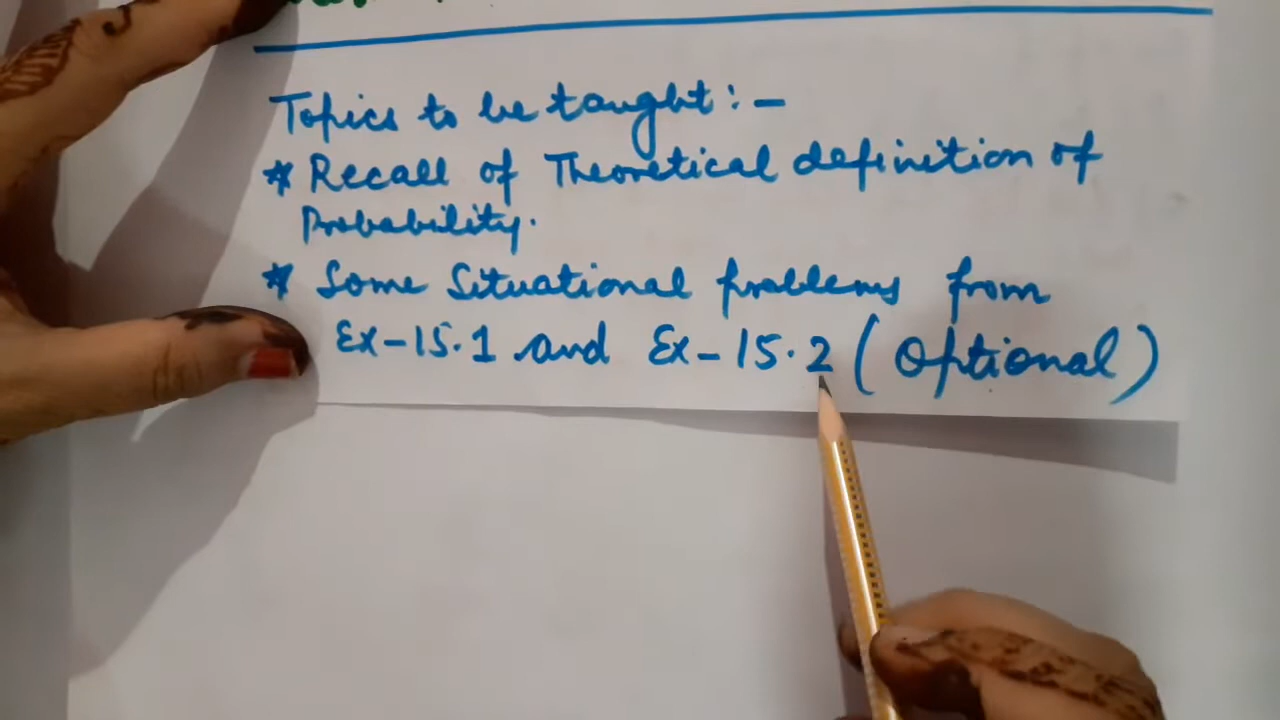 Topics to be taught :-
* Recall of Theoretical definition of
Probability.
* Some Situational problems from
Ex-15.1 and Ex-15.2 (Optional)